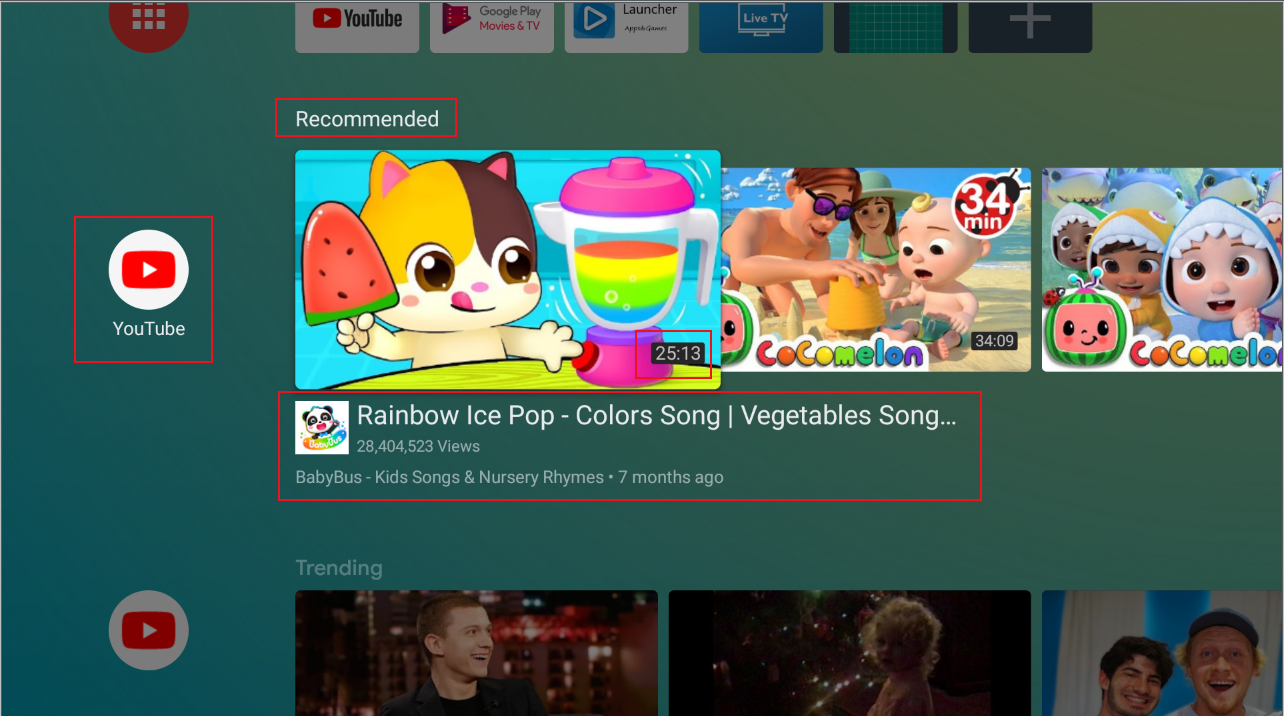 YouTube
Google Play
Movies & TV
Launcher
Apps & Games
Live TV
Recommended
34
min
25:13
CoComelon
34:09
CoComelon
YouTube
Rainbow Ice Pop - Colors Song | Vegetables Song...
BabyBus
28,404,523 Views
BabyBus - Kids Songs & Nursery Rhymes • 7 months ago
Trending